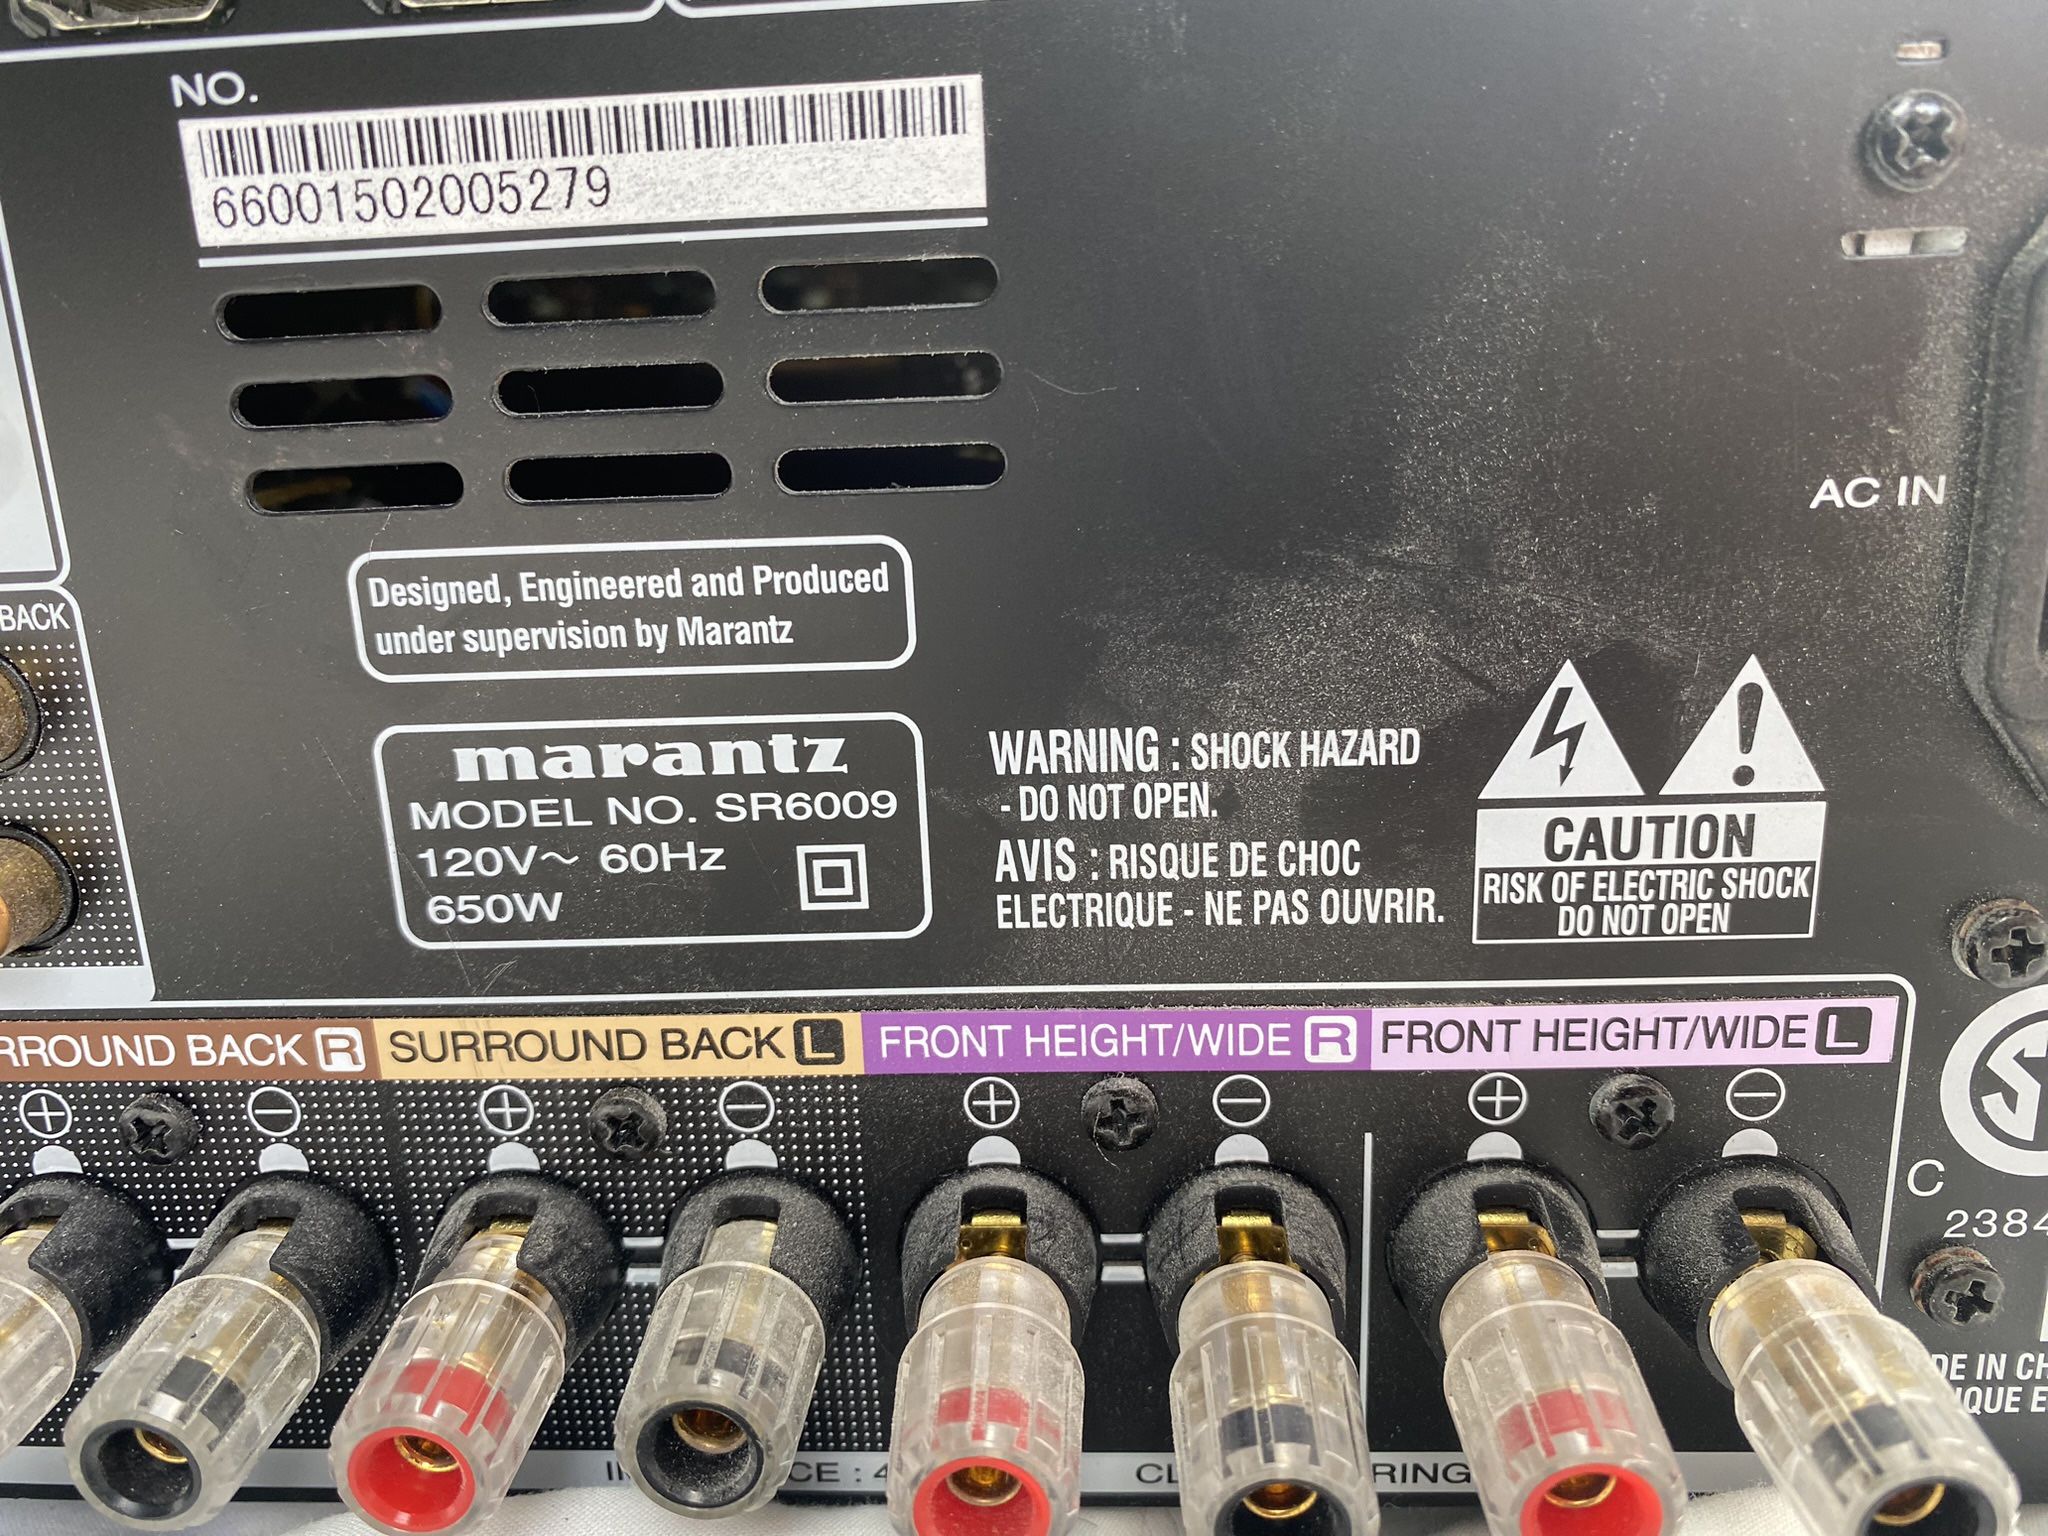 NO.
66001502005279
AC IN
Designed, Engineered and Produced
under supervision by Marantz
BACK
marantz
MODEL NO. SR6009
120V~ 60Hz
650W
WARNING : SHOCK HAZARD
- DO NOT OPEN.
AVIS : RISQUE DE CHOC
ELECTRIQUE - NE PAS OUVRIR.
CAUTION
RISK OF ELECTRIC SHOCK
DO NOT OPEN
BACK R SURROUND BACK L FRONT HEIGHT/WIDE R FRONT HEIGHT/WIDE L
+ − + − + − + −
C
IN